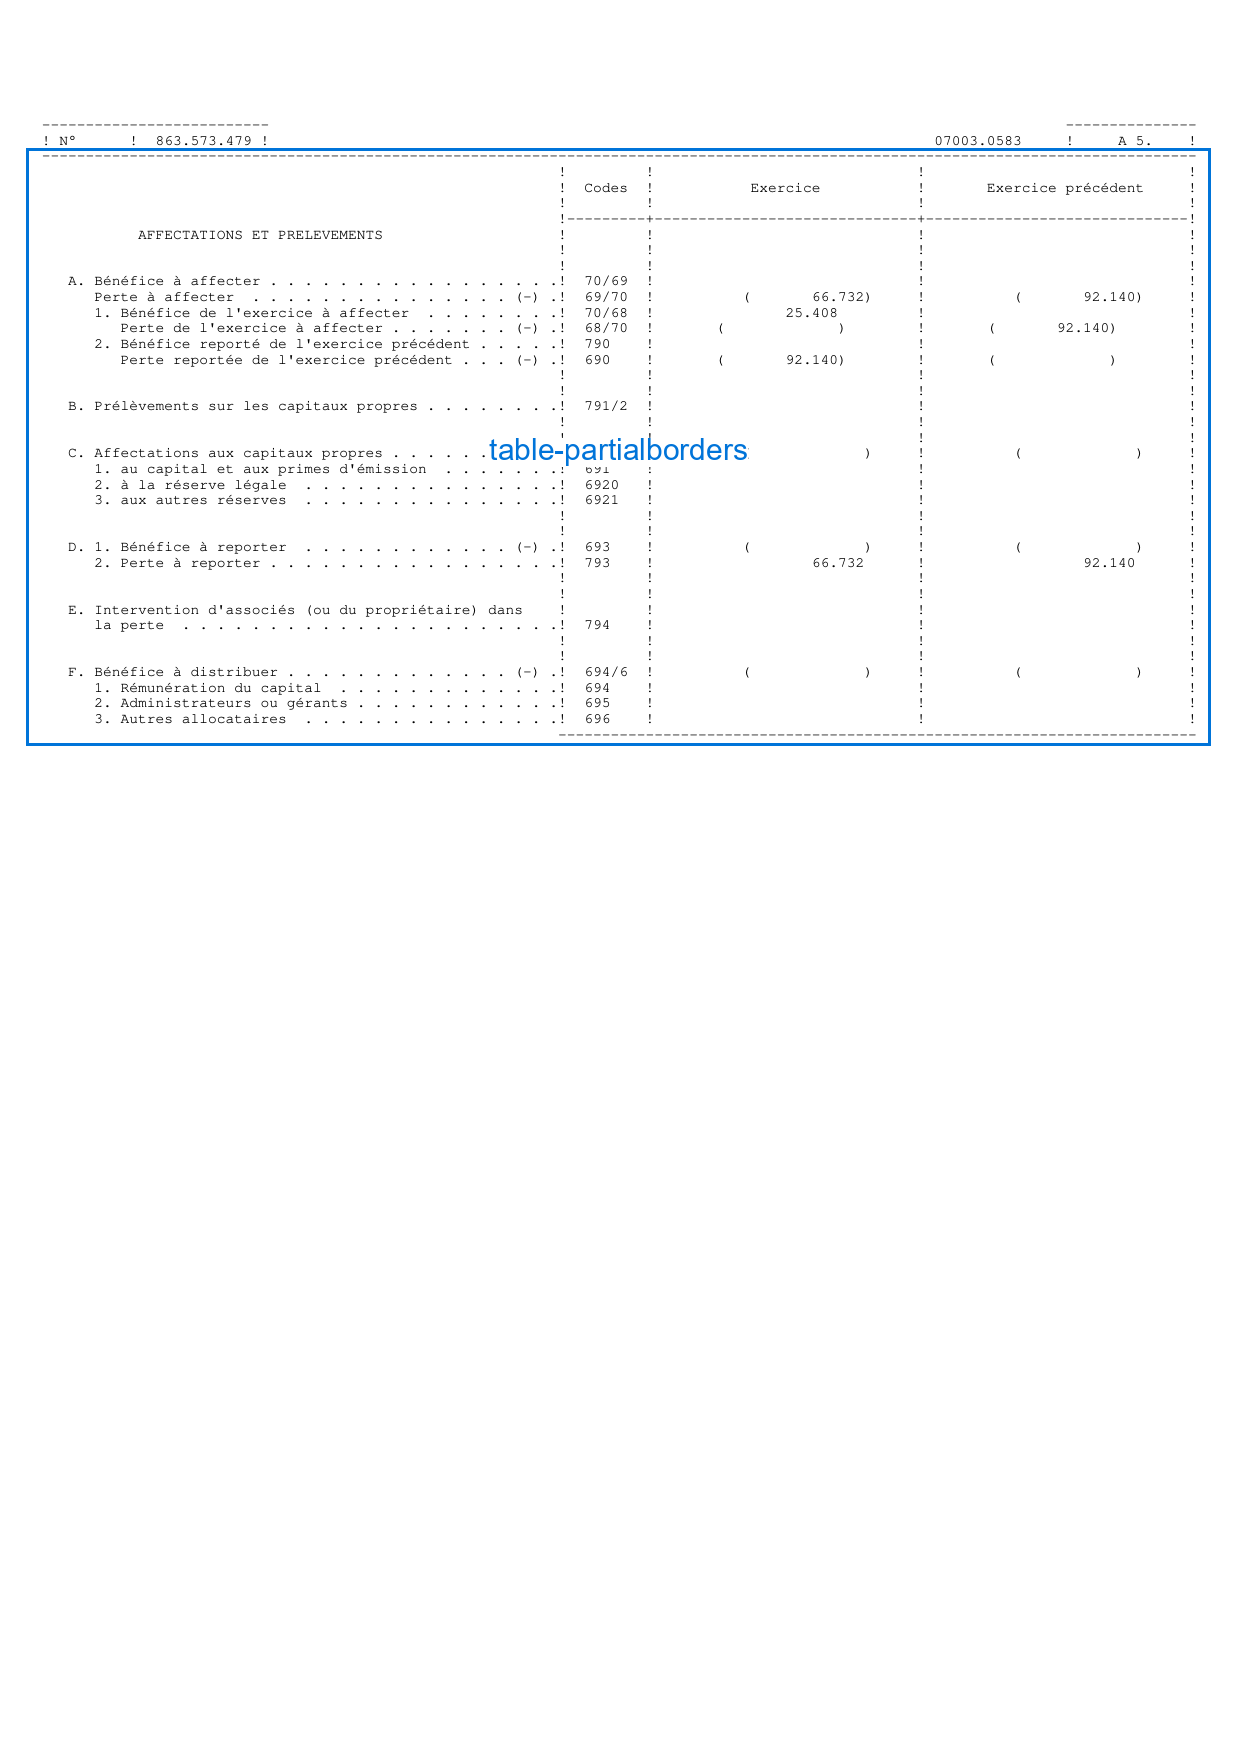 --------------------------                                                                                           ---------------
! N°      !  863.573.479 !                                                                            07003.0583     !     A 5.    !
------------------------------------------------------------------------------------------------------------------------------------
! ! ! !
! Codes ! Exercice ! Exercice précédent !
! ! ! !
!---------+------------------------------+------------------------------!
AFFECTATIONS ET PRELEVEMENTS ! ! ! !
! ! ! !
! ! ! !
A. Bénéfice à affecter . . . . . . . . . . . . . . . . .! 70/69 ! ! !
Perte à affecter . . . . . . . . . . . . . . . (-) .! 69/70 ! ( 66.732) ! ( 92.140) !
1. Bénéfice de l'exercice à affecter . . . . . . . .! 70/68 ! 25.408 ! !
Perte de l'exercice à affecter . . . . . . . (-) .! 68/70 ! ( ) ! ( 92.140) !
2. Bénéfice reporté de l'exercice précédent . . . . .! 790 ! ! !
Perte reportée de l'exercice précédent . . . (-) .! 690 ! ( 92.140) ! ( ) !
! ! ! !
! ! ! !
B. Prélèvements sur les capitaux propres . . . . . . . .! 791/2 ! ! !
! ! ! !
! ! ! !
C. Affectations aux capitaux propres . . . . . . table-partialborders ) ! ( ) !
1. au capital et aux primes d'émission . . . . . . .! 691 ! ! !
2. à la réserve légale . . . . . . . . . . . . . . .! 6920 ! ! !
3. aux autres réserves . . . . . . . . . . . . . . .! 6921 ! ! !
! ! ! !
! ! ! !
D. 1. Bénéfice à reporter . . . . . . . . . . . . (-) .! 693 ! ( ) ! ( ) !
2. Perte à reporter . . . . . . . . . . . . . . . . .! 793 ! 66.732 ! 92.140 !
! ! ! !
! ! ! !
E. Intervention d'associés (ou du propriétaire) dans ! ! ! !
la perte . . . . . . . . . . . . . . . . . . . . . .! 794 ! ! !
! ! ! !
! ! ! !
F. Bénéfice à distribuer . . . . . . . . . . . . . (-) .! 694/6 ! ( ) ! ( ) !
1. Rémunération du capital . . . . . . . . . . . . .! 694 ! ! !
2. Administrateurs ou gérants . . . . . . . . . . . .! 695 ! ! !
3. Autres allocataires . . . . . . . . . . . . . . .! 696 ! ! !
-------------------------------------------------------------------------